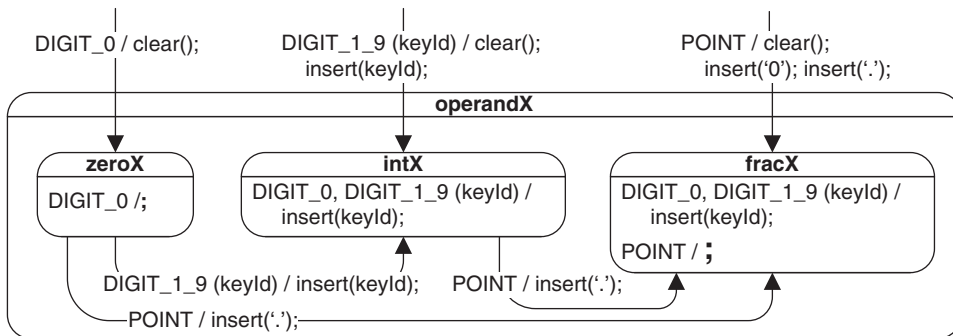 DIGIT_0 / clear();
DIGIT_1_9 (keyId) / clear();
insert(keyId);
POINT / clear();
insert(‘0’); insert(‘.’);
operandX
zeroX
DIGIT_0 /;
intX
DIGIT_0, DIGIT_1_9 (keyId) /
insert(keyId);
fracX
DIGIT_0, DIGIT_1_9 (keyId) /
insert(keyId);
POINT / ;
DIGIT_1_9 (keyId) / insert(keyId);
POINT / insert(‘.’);
POINT / insert(‘.’);